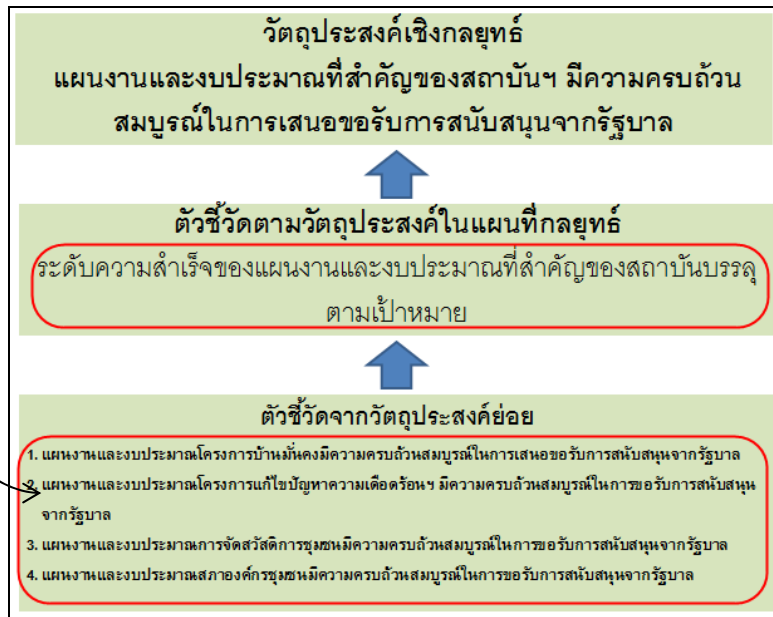 วัตถุประสงค์เชิงกลยุทธ์
แผนงานและงบประมาณที่สำคัญของสถาบันฯ มีความครบถ้วน
สมบูรณ์ในการเสนอขอรับการสนับสนุนจากรัฐบาล
ตัวชี้วัดตามวัตถุประสงค์ในแผนที่กลยุทธ์
ระดับความสำเร็จของแผนงานและงบประมาณที่สำคัญของสถาบันบรรลุ
ตามเป้าหมาย
ตัวชี้วัดจากวัตถุประสงค์ย่อย
1. แผนงานและงบประมาณโครงการบ้านมั่นคงมีความครบถ้วนสมบูรณ์ในการเสนอขอรับการสนับสนุนจากรัฐบาล
2. แผนงานและงบประมาณโครงการแก้ไขปัญหาความเดือดร้อนฯ มีความครบถ้วนสมบูรณ์ในการขอรับการสนับสนุน
จากรัฐบาล
3. แผนงานและงบประมาณการจัดสวัสดิการชุมชนมีความครบถ้วนสมบูรณ์ในการขอรับการสนับสนุนจากรัฐบาล
4. แผนงานและงบประมาณสภาองค์กรชุมชนมีความครบถ้วนสมบูรณ์ในการขอรับการสนับสนุนจากรัฐบาล